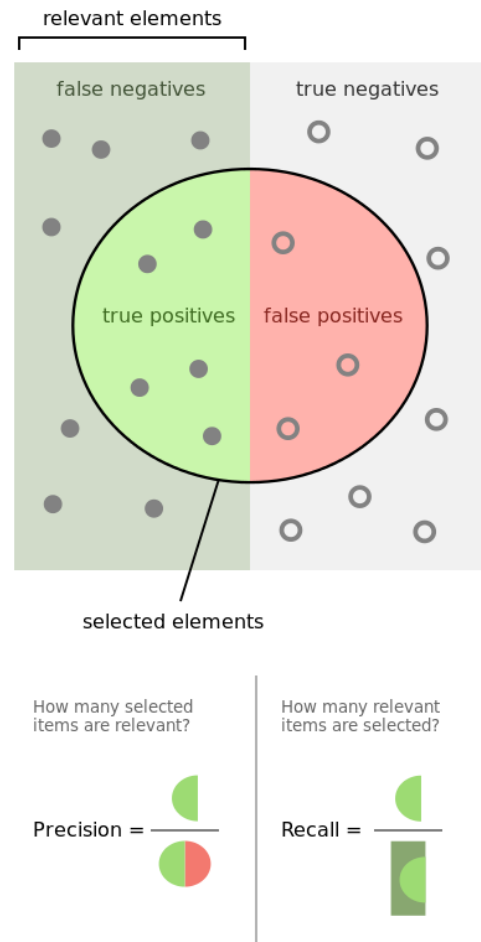 relevant elements
false negatives
true negatives
true positives
false positives
selected elements
How many selected
items are relevant?
How many relevant
items are selected?
Precision =
Recall =